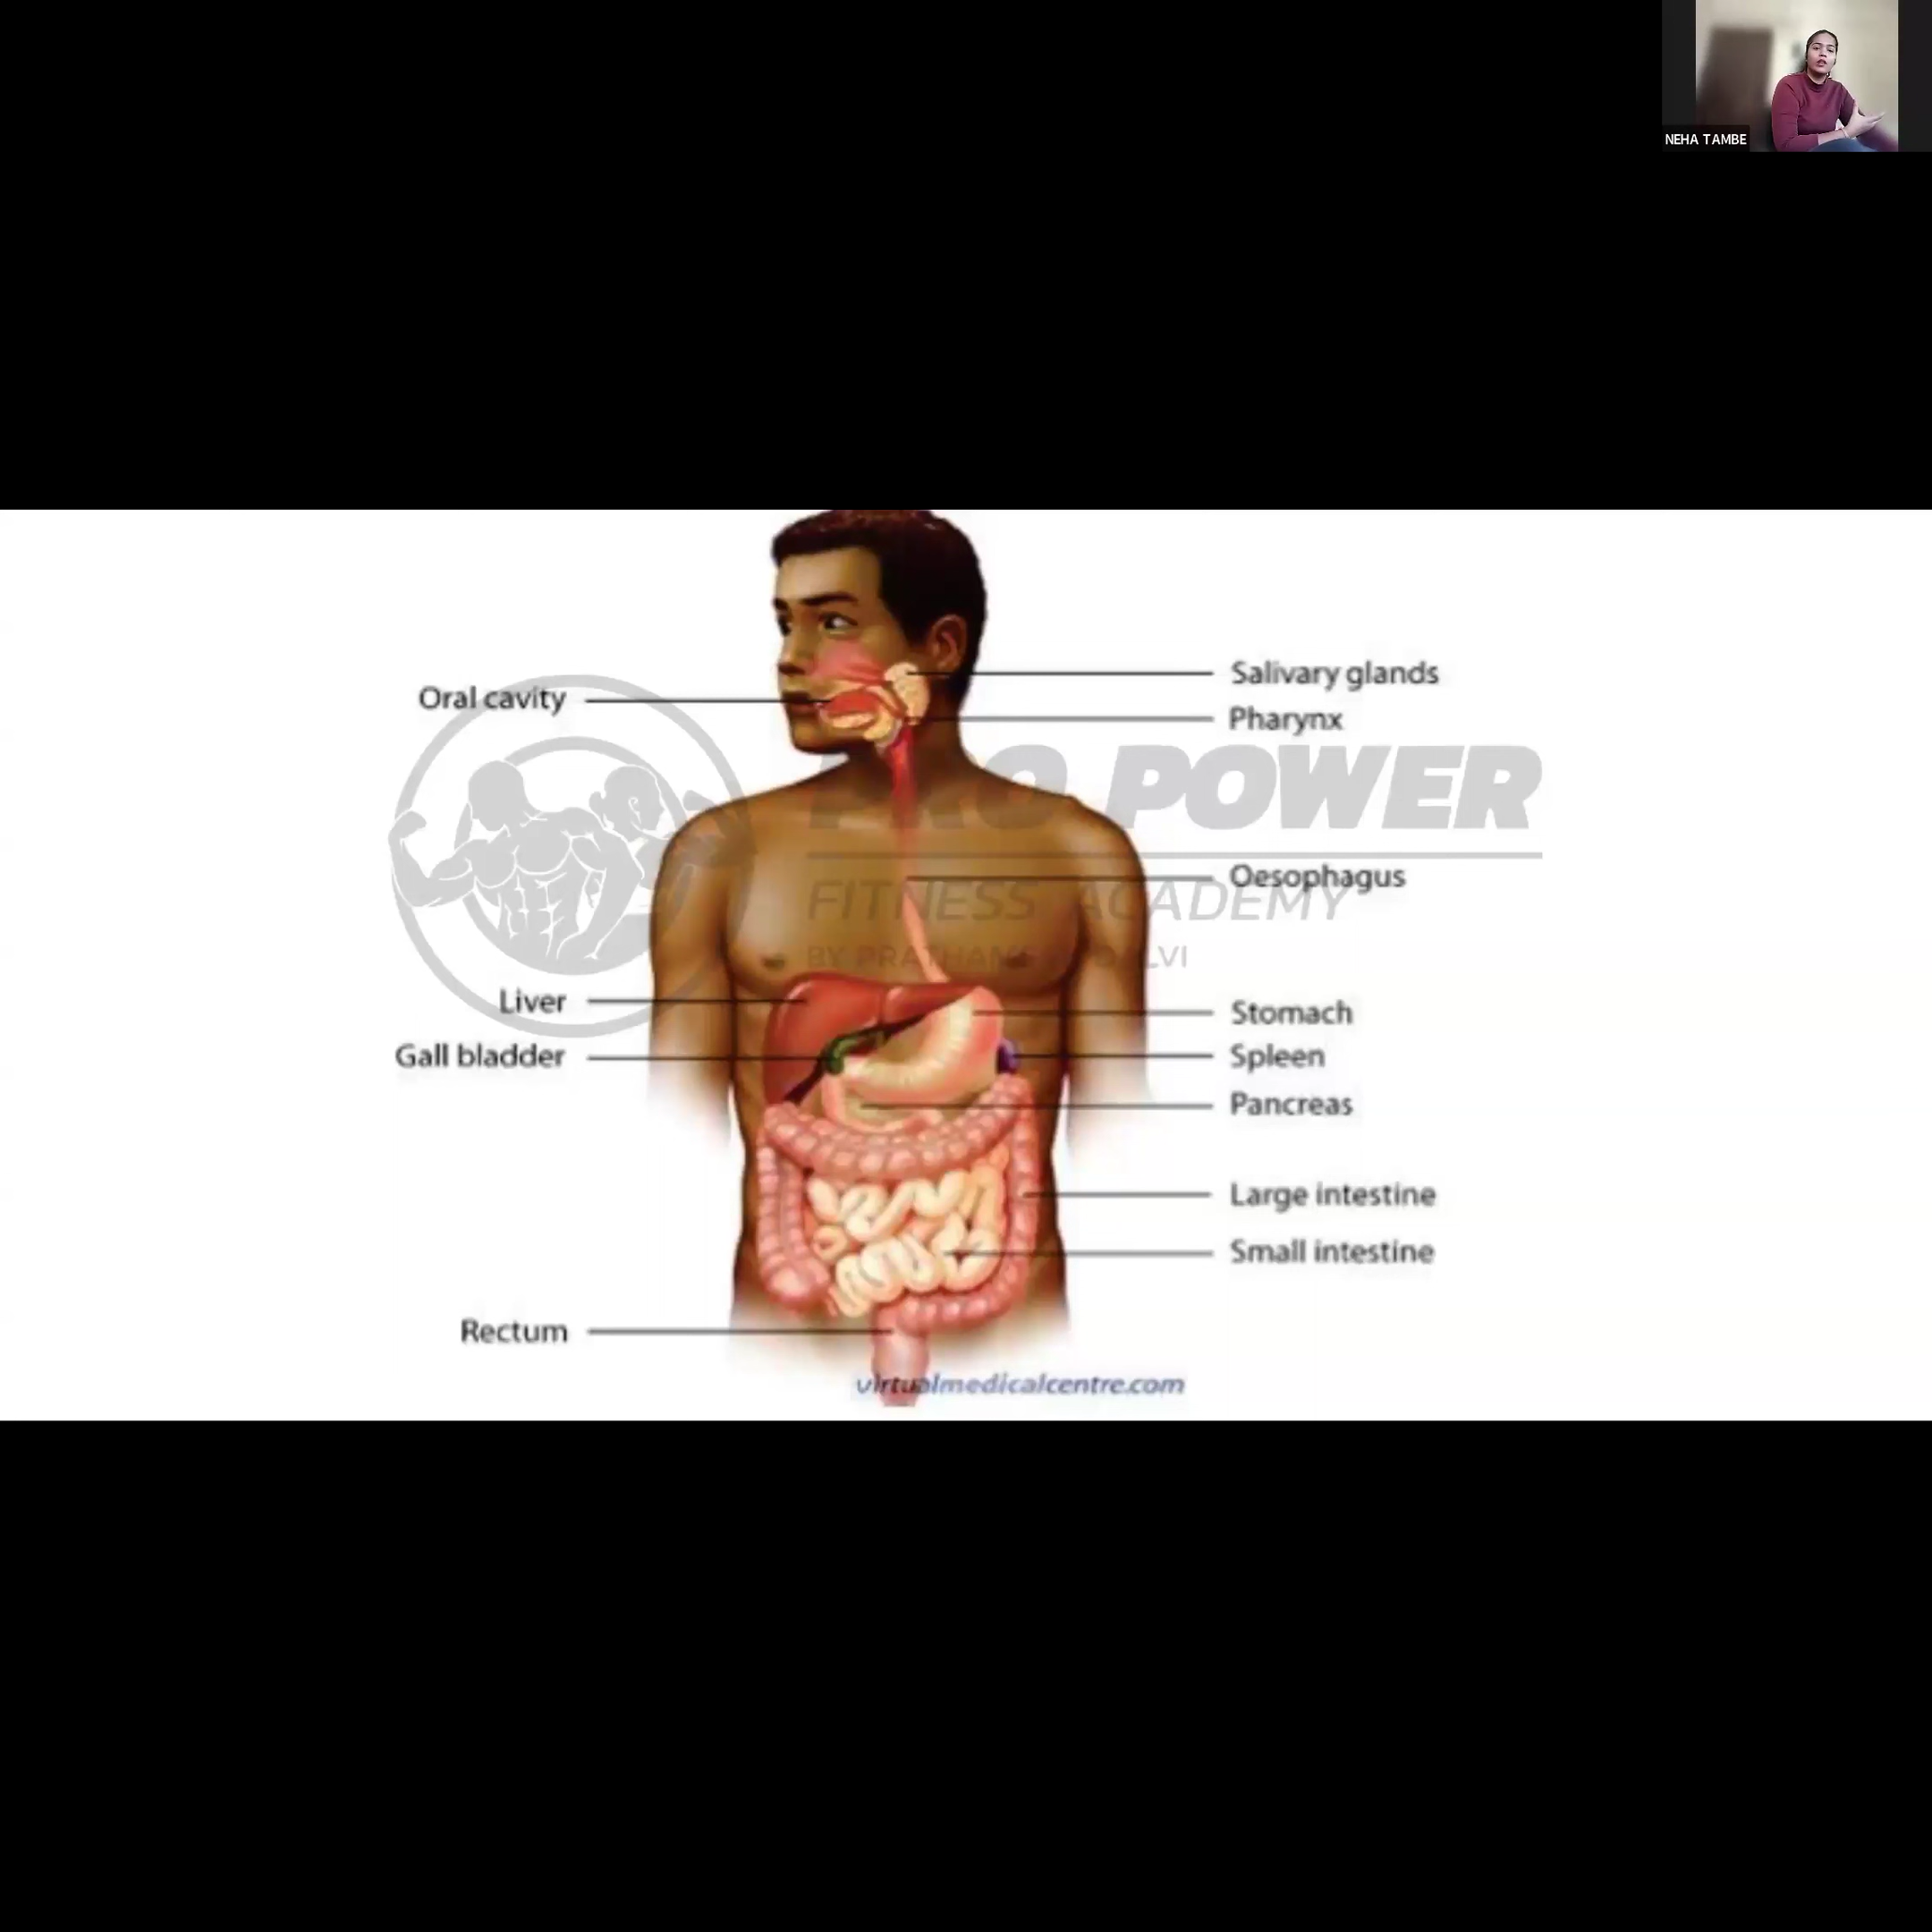 NEHA TAMBE
Salivary glands
Oral cavity
Pharynx
PRO POWER
Oesophagus
FITNESS ACADEMY
BY
Liver
Stomach
Gall bladder
Spleen
Pancreas
Large intestine
Small intestine
Rectum
virtualmedicalcentre.com